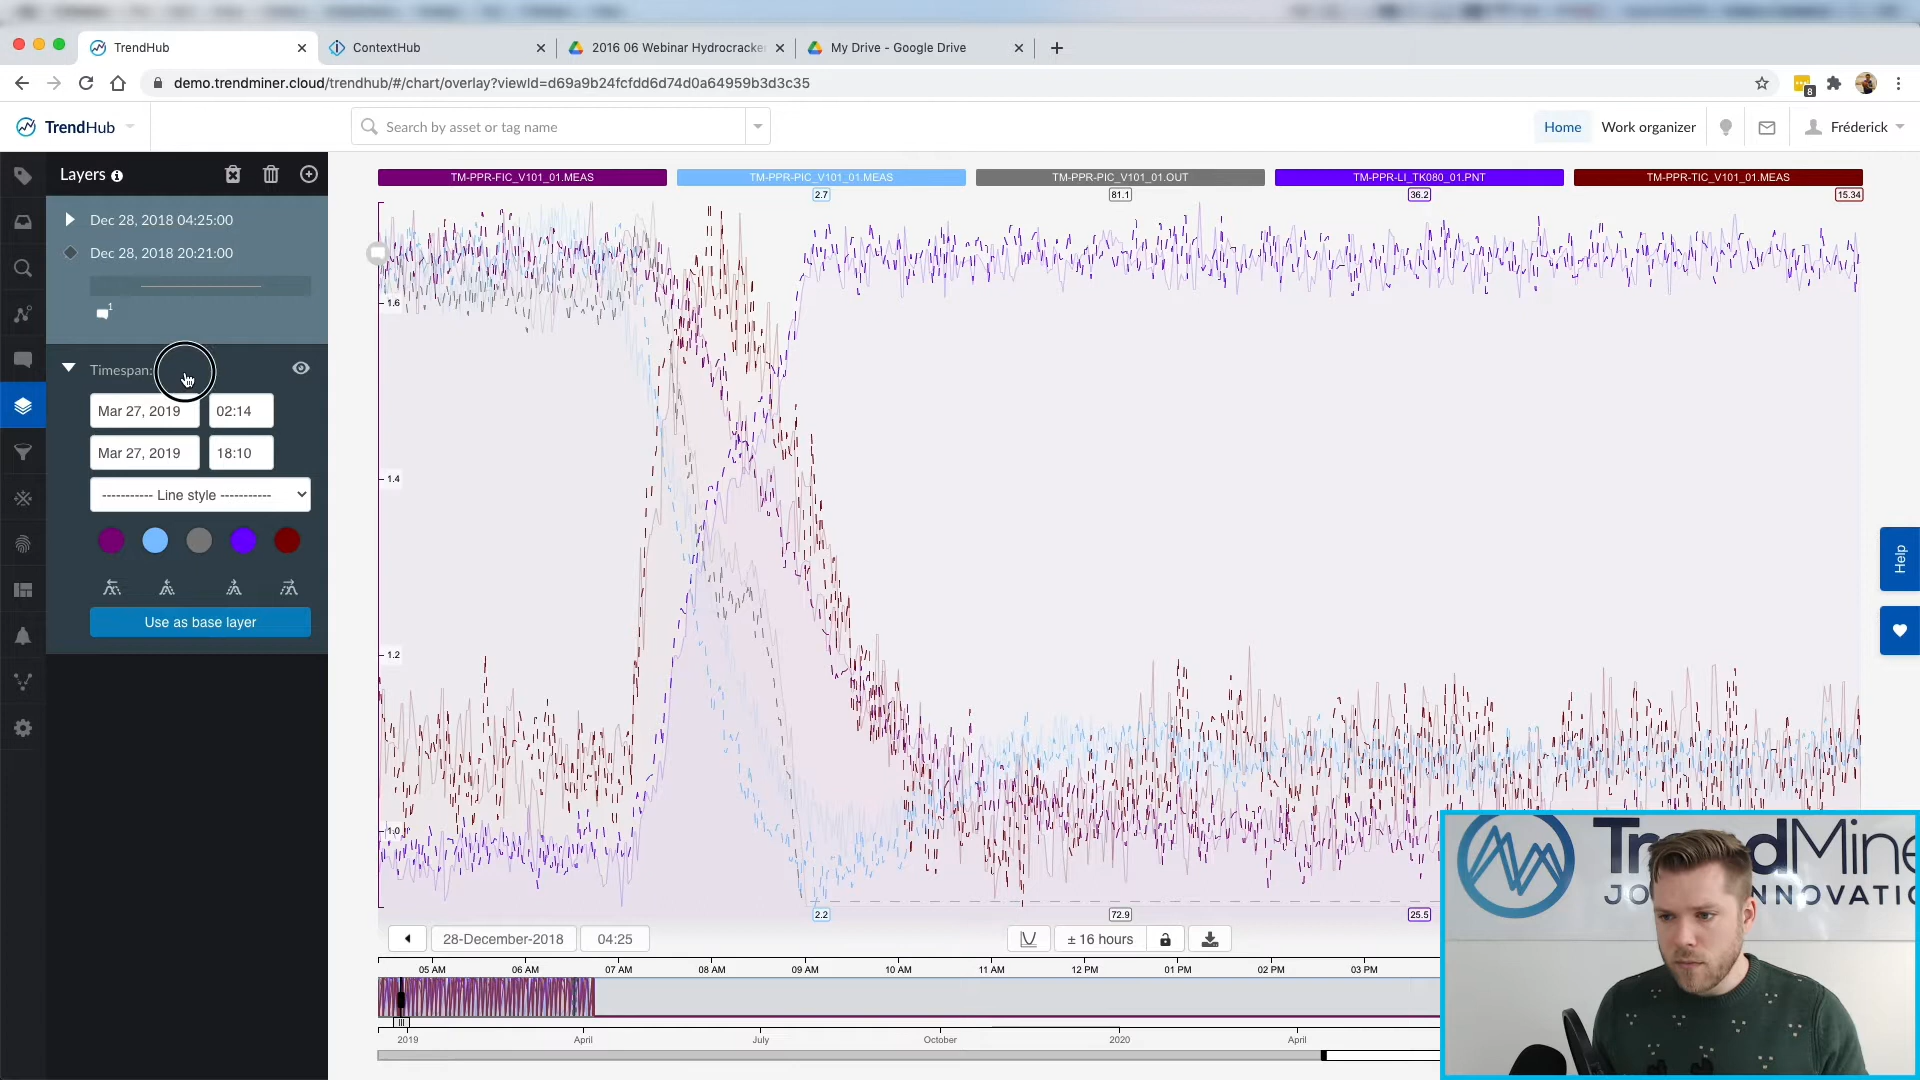 TrendHub
ContextHub
2016 06 Webinar Hydrocracker
My Drive - Google Drive
demo.trendminer.cloud/trendhub/#/chart/overlay?viewId=d69a9b24fcfdd6d74d0a64959b3d3c35
8
TrendHub
Search by asset or tag name
Home
Work organizer
Fréderick
Layers
Dec 28, 2018 04:25:00
Dec 28, 2018 20:21:00
1
Timespan:
Mar 27, 2019
02:14
Mar 27, 2019
18:10
----------- Line style -----------
Use as base layer
TM-PPR-FIC_V101_01.MEAS
TM-PPR-PIC_V101_01.MEAS
TM-PPR-PIC_V101_01.OUT
TM-PPR-LI_TK080_01.PNT
TM-PPR-TIC_V101_01.MEAS
2.7
81.1
36.2
15.34
1.6
1.4
1.2
1.0
2.2
72.9
25.5
28-December-2018
04:25
± 16 hours
05 AM
06 AM
07 AM
08 AM
09 AM
10 AM
11 AM
12 PM
01 PM
02 PM
03 PM
2019
April
July
October
2020
April
Help